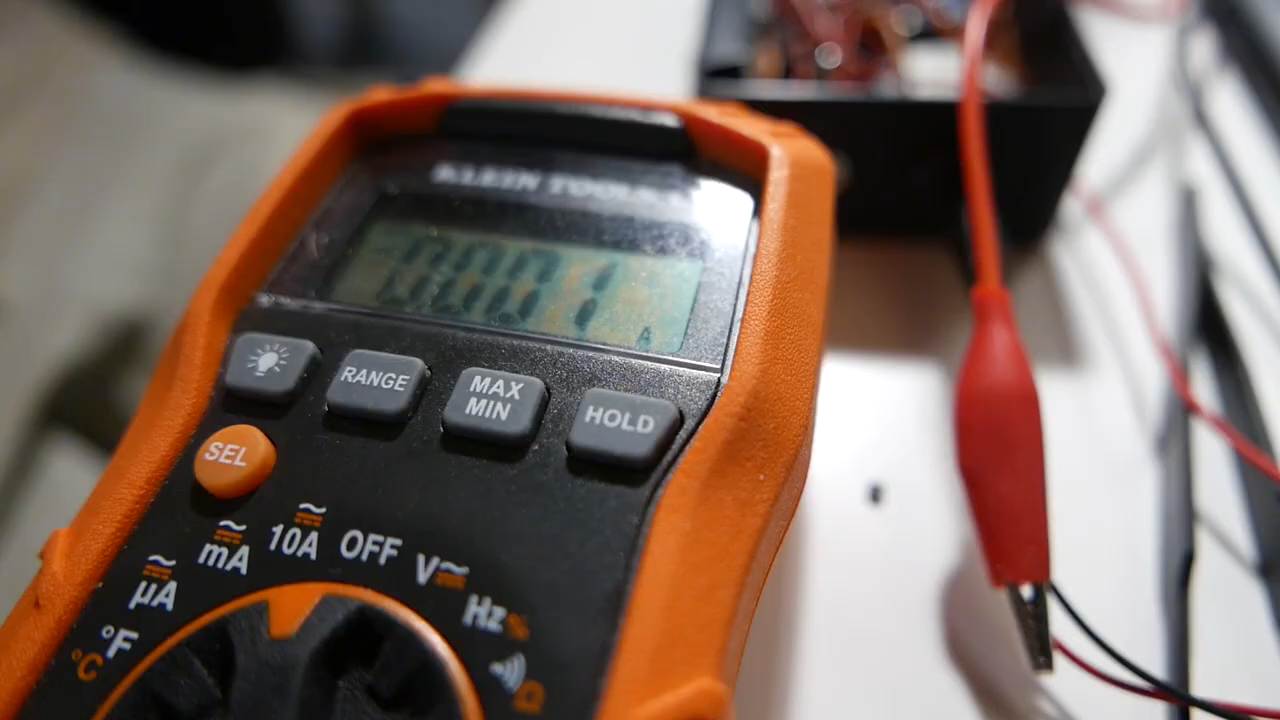 KLEIN TOOLS
A
RANGE
MAX
MIN
HOLD
SEL
°C
°F
µA
mA
10A
OFF
V
Hz %